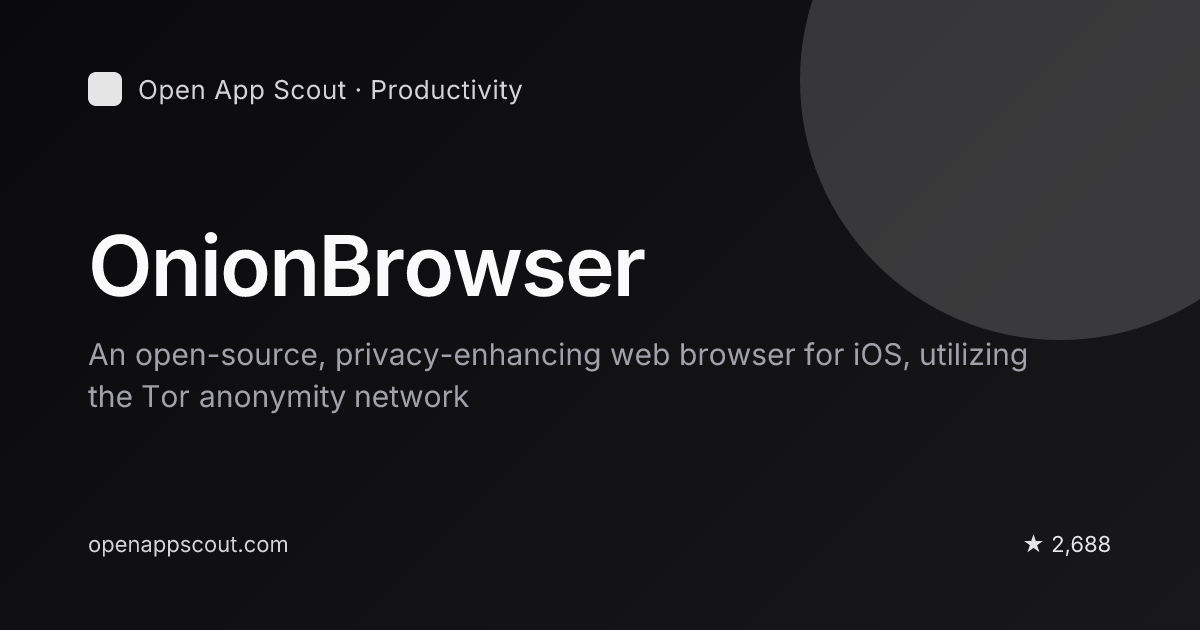 Open App Scout · Productivity
OnionBrowser
An open-source, privacy-enhancing web browser for iOS, utilizing
the Tor anonymity network
openappscout.com
★ 2,688